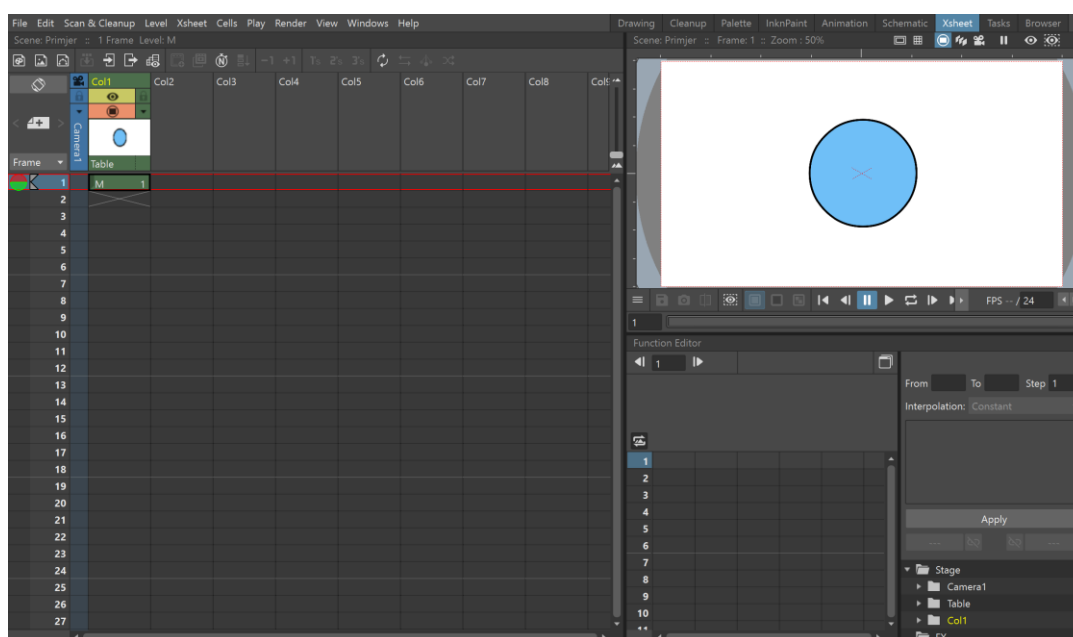 File Edit Scan & Cleanup Level Xsheet Cells Play Render View Windows Help
Drawing Cleanup Palette InknPaint Animation Schematic Xsheet Tasks Browser
Scene: Primjer :: 1 Frame Level: M
Scene: Primjer :: Frame: 1 :: Zoom : 50%
-1 +1 1's 2's 3's
Col1 Col2 Col3 Col4 Col5 Col6 Col7 Col8
Camera1
Frame
Table
1 M 1
2
3
4
5
6
7
8
9
10
11
12
13
14
15
16
17
18
19
20
21
22
23
24
25
26
27
FPS -- / 24
1
Function Editor
1
From To Step 1
Interpolation: Constant
Apply
--- ---
1
2
3
4
5
6
7
8
9
10
Stage
Camera1
Table
Col1